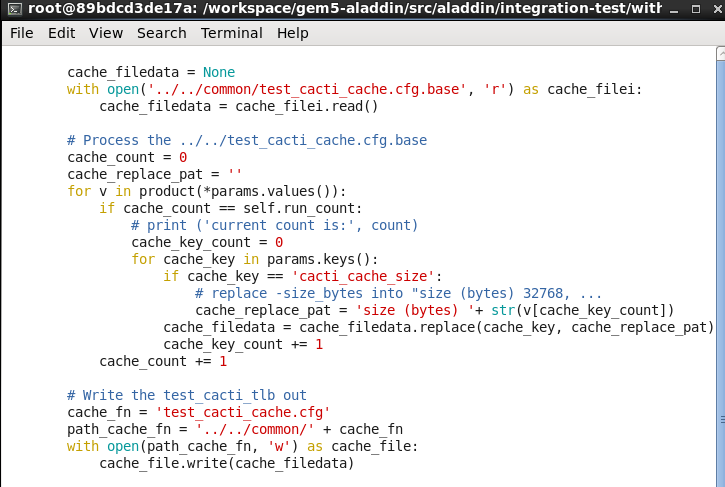 root@89bdcd3de17a: /workspace/gem5-aladdin/src/aladdin/integration-test/with
File Edit View Search Terminal Help
cache_filedata = None
with open('../../common/test_cacti_cache.cfg.base', 'r') as cache_filei:
    cache_filedata = cache_filei.read()
# Process the ../../test_cacti_cache.cfg.base
cache_count = 0
cache_replace_pat = ''
for v in product(*params.values()):
    if cache_count == self.run_count:
        # print ('current count is:', count)
        cache_key_count = 0
        for cache_key in params.keys():
            if cache_key == 'cacti_cache_size':
                # replace -size_bytes into "size (bytes) 32768, ...
                cache_replace_pat = 'size (bytes) '+ str(v[cache_key_count])
            cache_filedata = cache_filedata.replace(cache_key, cache_replace_pat)
            cache_key_count += 1
    cache_count += 1
# Write the test_cacti_tlb out
cache_fn = 'test_cacti_cache.cfg'
path_cache_fn = '../../common/' + cache_fn
with open(path_cache_fn, 'w') as cache_file:
    cache_file.write(cache_filedata)